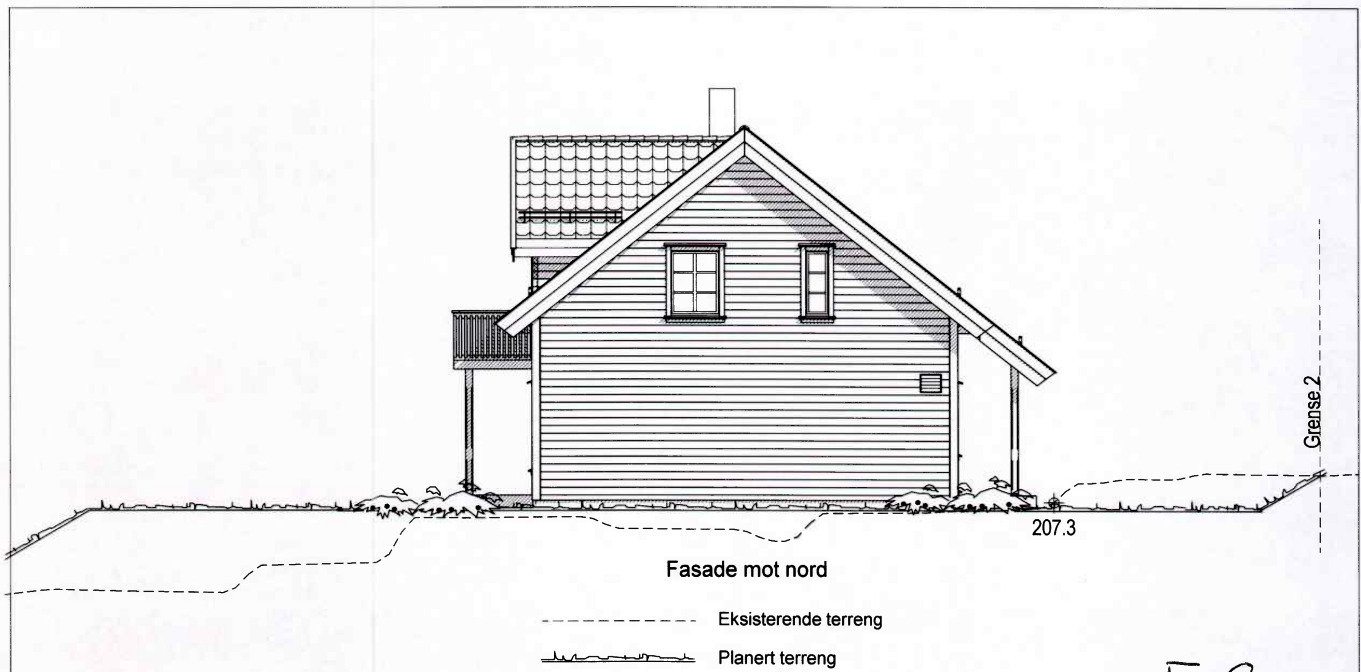 Grense 2
207.3
Fasade mot nord
Eksisterende terreng
Planert terreng